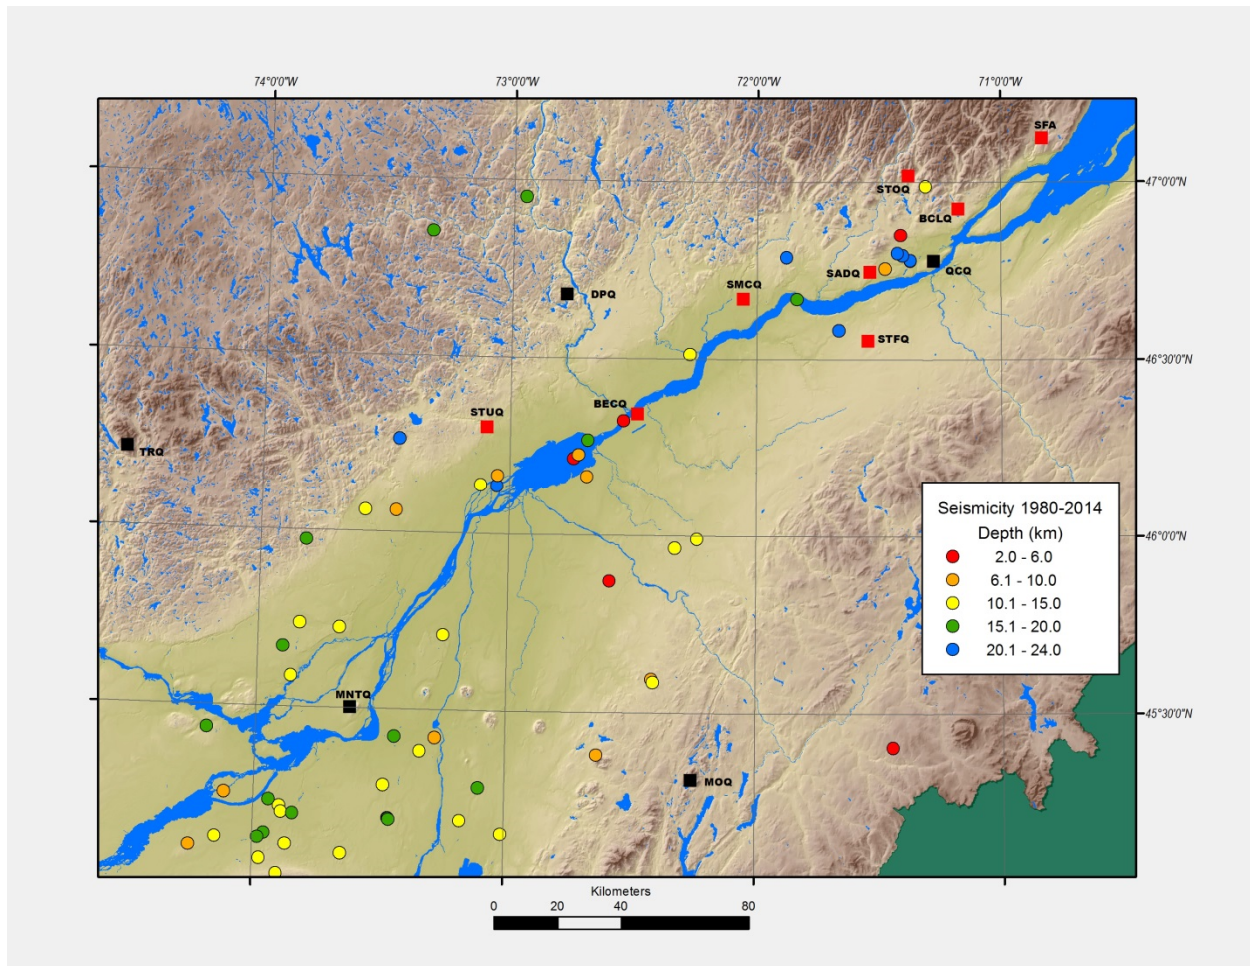 74°0'0"W 73°0'0"W 72°0'0"W 71°0'0"W
SFA
STOQ
47°0'0"N
BCLQ
SADQ
QCQ
SMCQ
DPQ
STFQ
46°30'0"N
BECQ
STUQ
TRQ
Seismicity 1980-2014
Depth (km)
2.0 - 6.0
6.1 - 10.0
10.1 - 15.0
15.1 - 20.0
20.1 - 24.0
46°0'0"N
MNTQ
45°30'0"N
MOQ
Kilometers
0 20 40 80